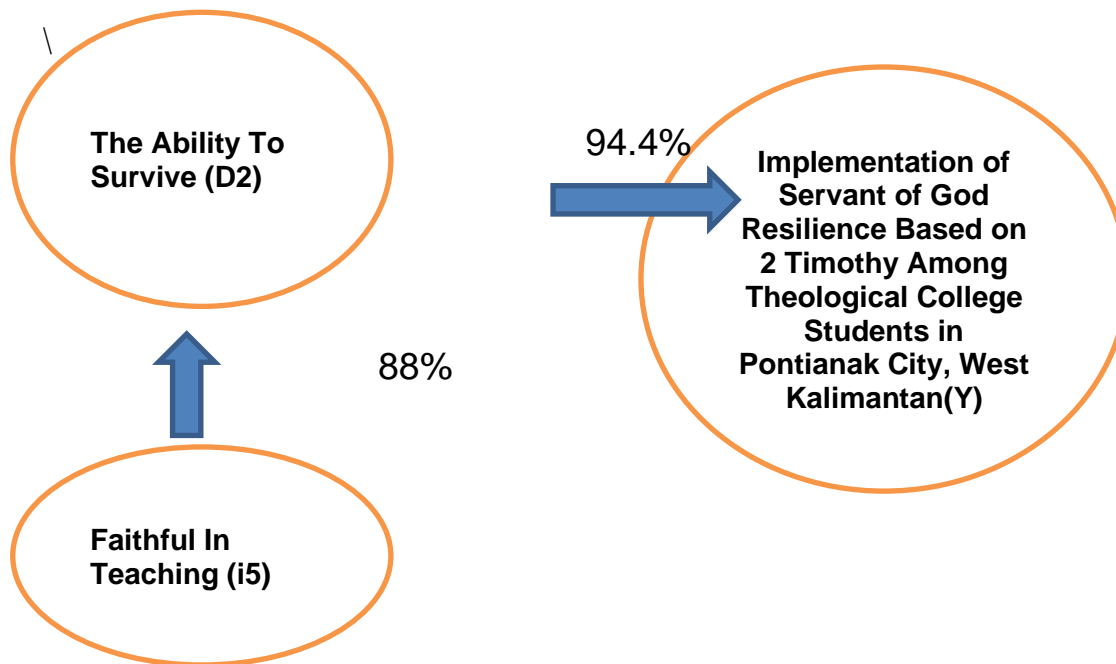 The Ability To
Survive (D2)
94.4%
Implementation of
Servant of God
Resilience Based on
2 Timothy Among
Theological College
Students in
Pontianak City, West
Kalimantan(Y)
88%
Faithful In
Teaching (i5)